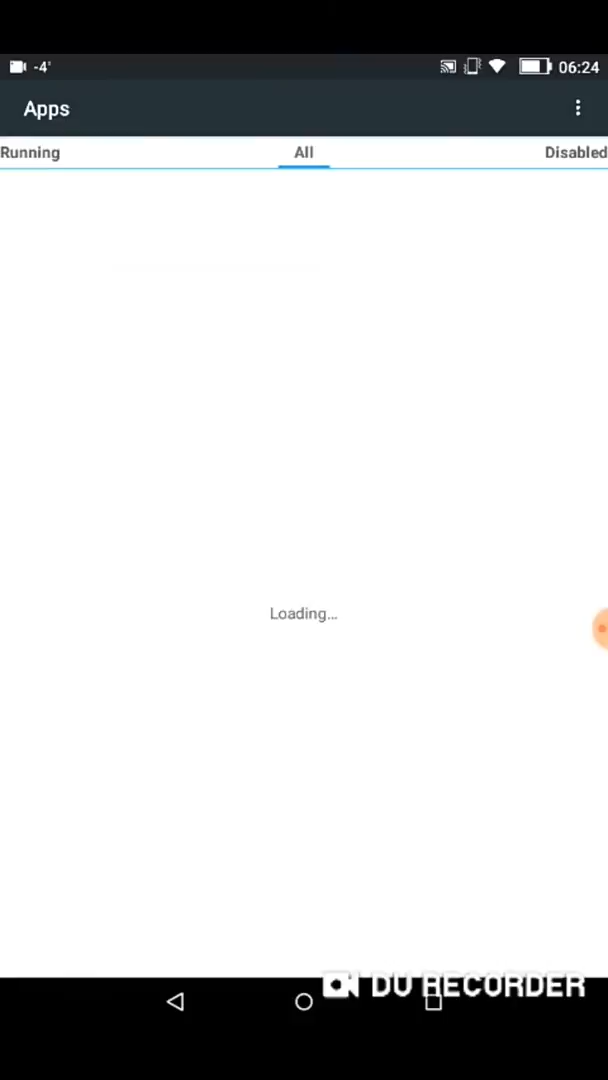 -4° 06:24
Apps
Running All Disabled
Loading...
DU RECORDER